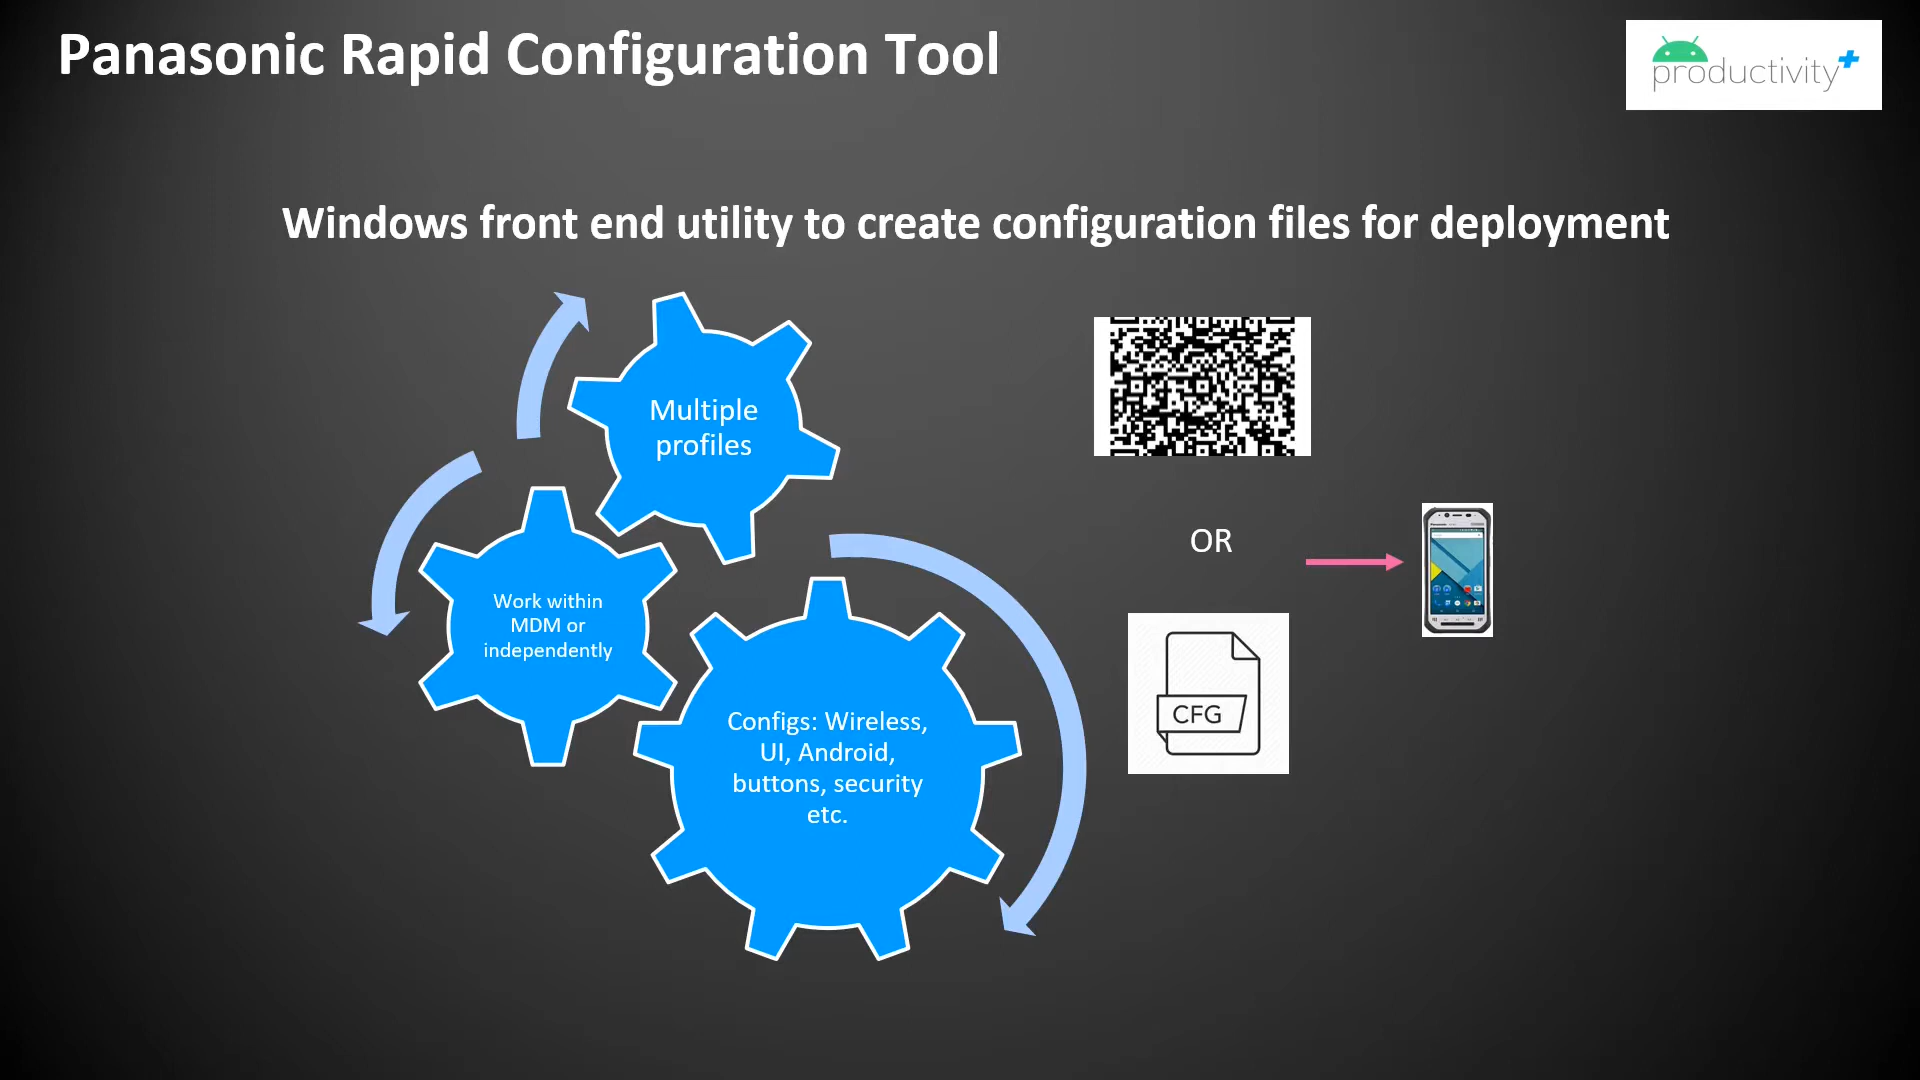 Panasonic Rapid Configuration Tool
productivity+
Windows front end utility to create configuration files for deployment
Multiple
profiles
Work within
MDM or
independently
Configs: Wireless,
UI, Android,
buttons, security
etc.
OR
CFG